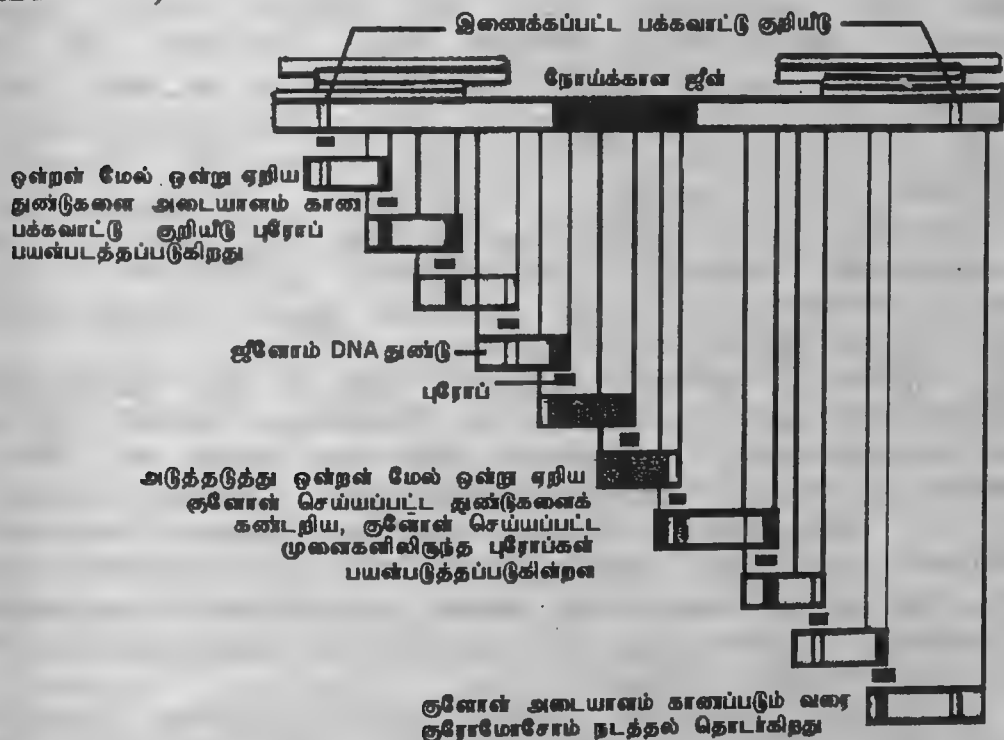 இணைக்கப்பட்ட பக்கவாட்டு குறியீடு
நோய்க்கான ஜீன்
ஒன்றன் மேல் ஒன்று ஏறிய
துண்டுகளை அடையாளம் காண
பக்கவாட்டு குறியீடு புரோப்
பயன்படத்தப்படுகிறது
ஜீனோம் DNA துண்டு
புரோப்
அடுத்தடுத்து ஒன்றன் மேல் ஒன்று ஏறிய
குளோன் செய்யப்பட்ட துண்டுகளைக்
கண்டறிய, குளோன் செய்யப்பட்ட
முனைகளிலிருந்த புரோப்கள்
பயன்படுத்தப்படுகின்றன
குளோன் அடையாளம் காணப்படும் வரை
குரோமோசோம் நடத்தல் தொடர்கிறது